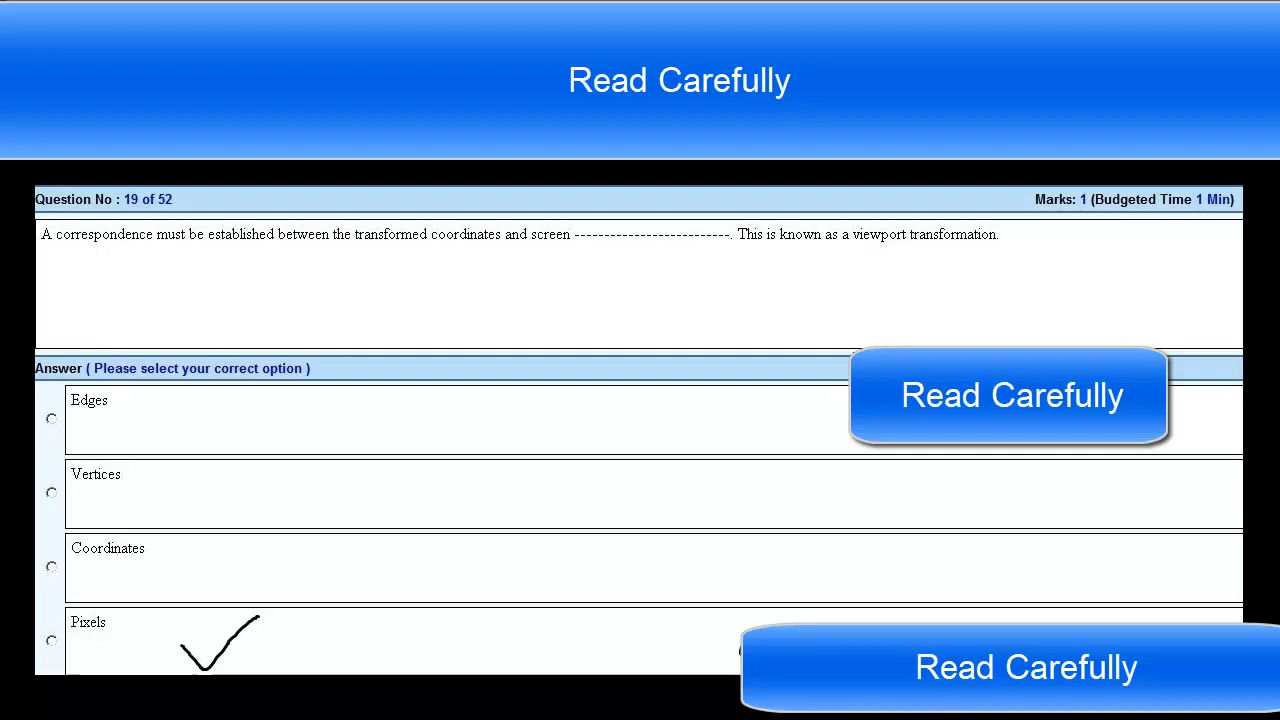 Read Carefully
Question No : 19 of 52 Marks: 1 (Budgeted Time 1 Min)
A correspondence must be established between the transformed coordinates and screen --------------------------. This is known as a viewport transformation.
Answer ( Please select your correct option )
Read Carefully
Edges
Vertices
Coordinates
Pixels
Read Carefully